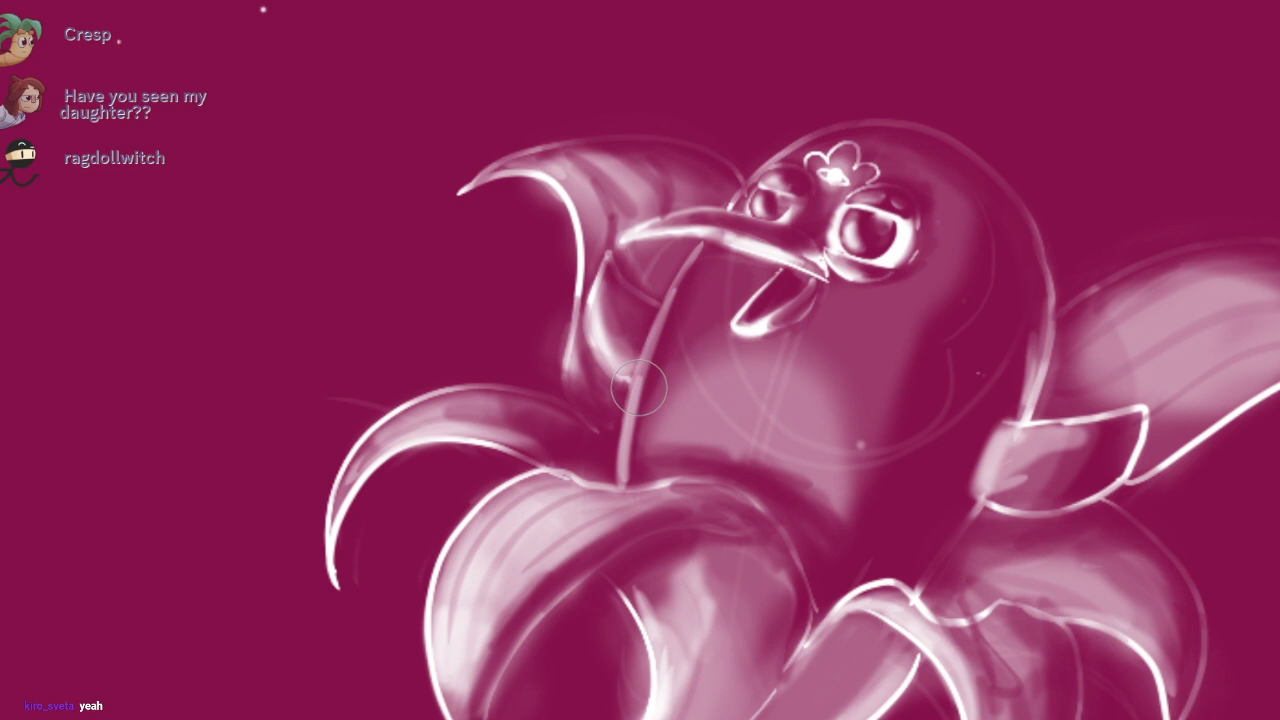 Cresp
Have you seen my
daughter??
ragdollwitch
kiro_sveta yeah